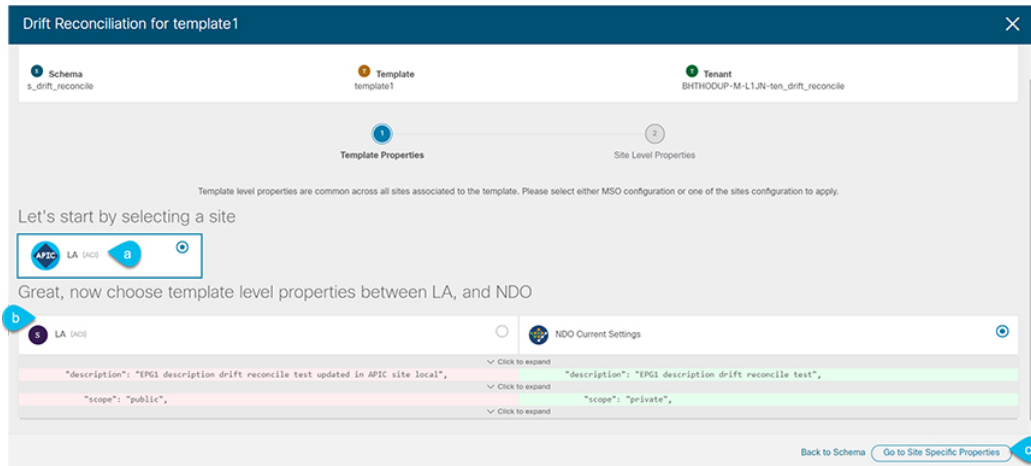 Drift Reconciliation for template1
S Schema
s_drift_reconcile
T Template
template1
T Tenant
BHTHODUP-M-L1JN-ten_drift_reconcile
1
2
Template Properties
Site Level Properties
Template level properties are common across all sites associated to the template. Please select either MSO configuration or one of the sites configuration to apply.
Let's start by selecting a site
APIC LA (ACI) a
Great, now choose template level properties between LA, and NDO
b
S LA (ACI)
NDO Current Settings
Click to expand
"description": "EPG1 description drift reconcile test updated in APIC site local",
"description": "EPG1 description drift reconcile test",
Click to expand
"scope": "public",
"scope": "private",
Click to expand
Back to Schema Go to Site Specific Properties c